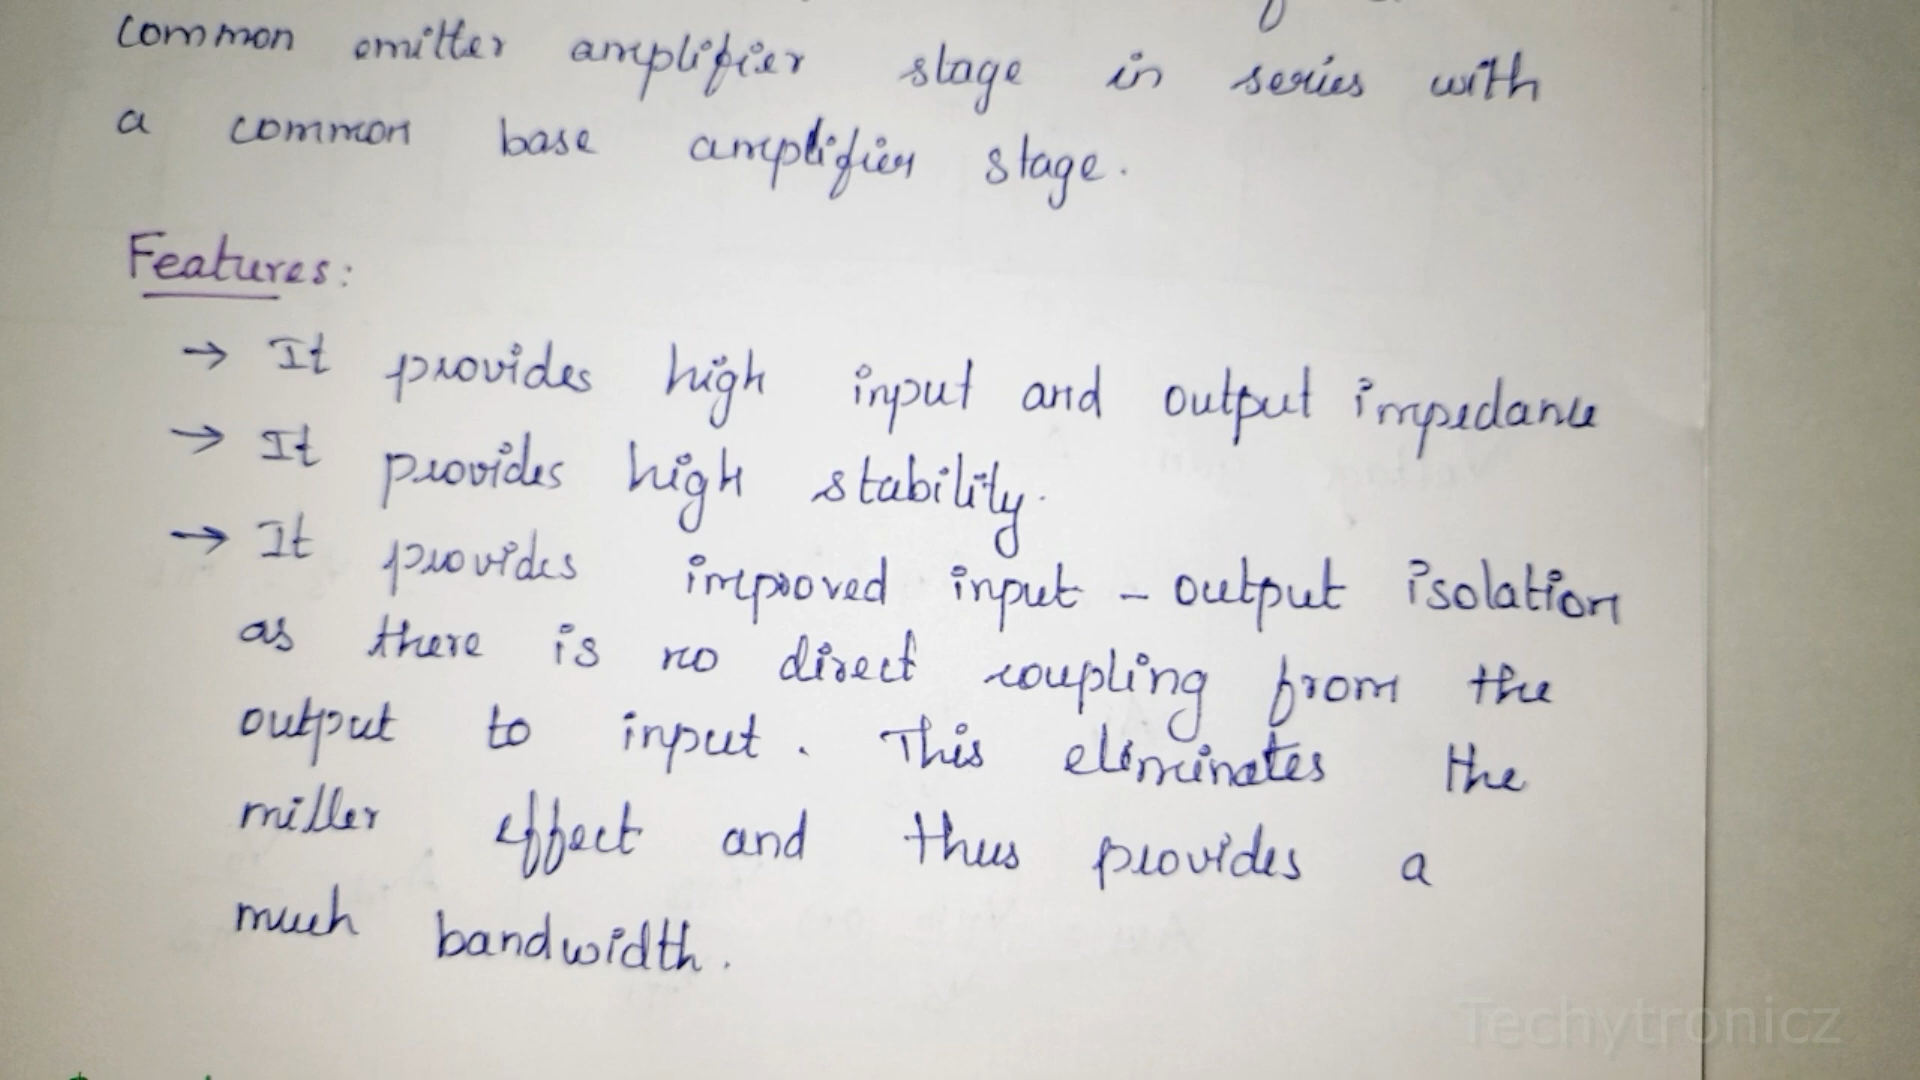 common emitter amplifier stage in series with
a common base amplifier stage.
Features:
→ It provides high input and output impedance
→ It provides high stability.
→ It provides improved input - output isolation
as there is no direct coupling from the
output to input. This eliminates the
miller effect and thus provides a
much bandwidth.
Techytronicz